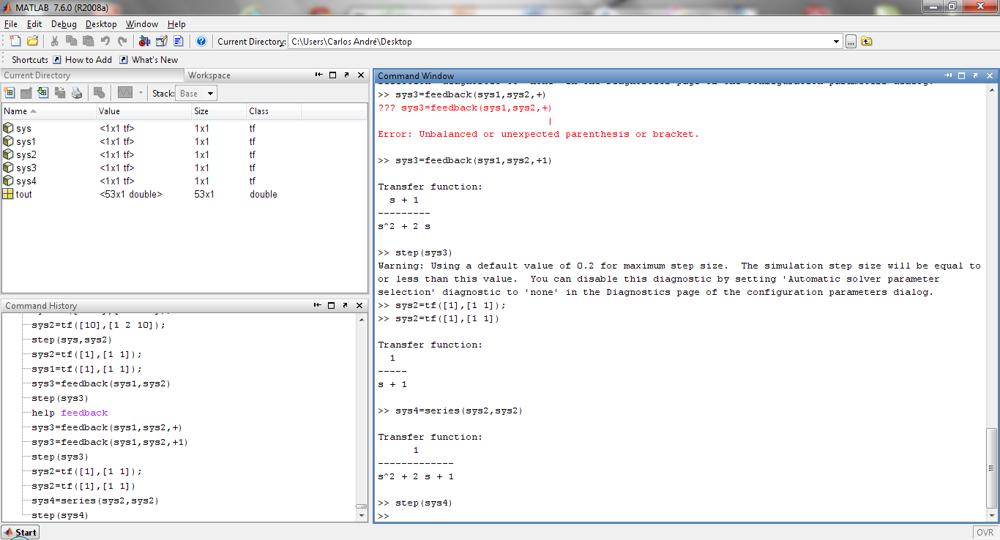 MATLAB 7.6.0 (R2008a)
File Edit Debug Desktop Window Help
Current Directory: C:\Users\Carlos André\Desktop ...
Shortcuts How to Add What's New
Current Directory Workspace
Stack: Base
Name Value Size Class
sys <1x1 tf> 1x1 tf
sys1 <1x1 tf> 1x1 tf
sys2 <1x1 tf> 1x1 tf
sys3 <1x1 tf> 1x1 tf
sys4 <1x1 tf> 1x1 tf
tout <53x1 double> 53x1 double
Command History
sys2=tf([10],[1 2 10]);
step(sys,sys2)
sys2=tf([1],[1 1]);
sys1=tf([1],[1 1]);
sys3=feedback(sys1,sys2)
step(sys3)
help feedback
sys3=feedback(sys1,sys2,+)
sys3=feedback(sys1,sys2,+1)
step(sys3)
sys2=tf([1],[1 1]);
sys2=tf([1],[1 1])
sys4=series(sys2,sys2)
step(sys4)
Command Window
>> sys3=feedback(sys1,sys2,+)
??? sys3=feedback(sys1,sys2,+)
|
Error: Unbalanced or unexpected parenthesis or bracket.
>> sys3=feedback(sys1,sys2,+1)
Transfer function:
s + 1
---------
s^2 + 2 s
>> step(sys3)
Warning: Using a default value of 0.2 for maximum step size.  The simulation step size will be equal to
or less than this value.  You can disable this diagnostic by setting 'Automatic solver parameter
selection' diagnostic to 'none' in the Diagnostics page of the configuration parameters dialog.
>> sys2=tf([1],[1 1]);
>> sys2=tf([1],[1 1])
Transfer function:
1
-----
s + 1
>> sys4=series(sys2,sys2)
Transfer function:
1
-------------
s^2 + 2 s + 1
>> step(sys4)
>>
Start
OVR